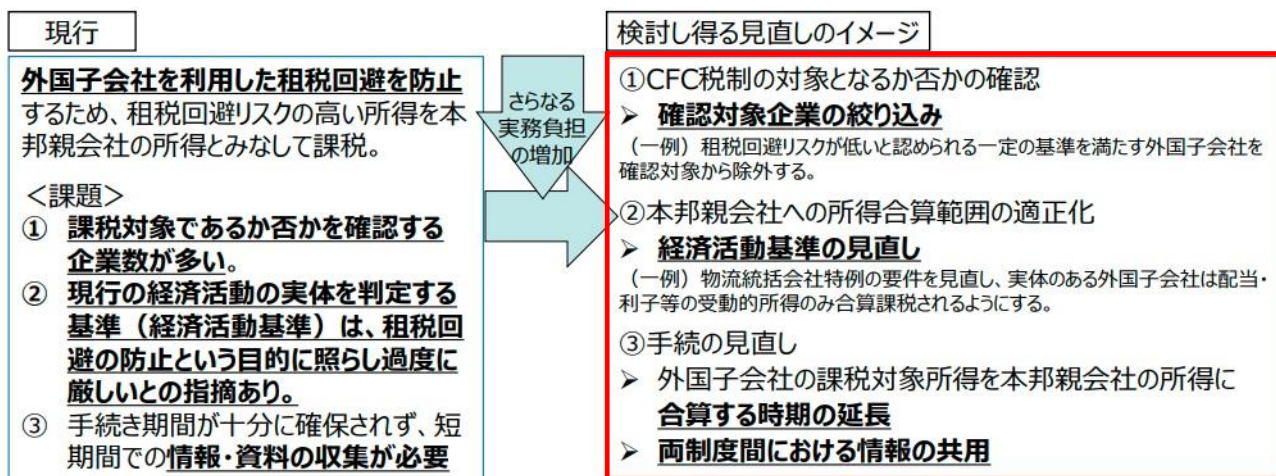 現行
外国子会社を利用した租税回避を防止
するため、租税回避リスクの高い所得を本
邦親会社の所得とみなして課税。
＜課題＞
① 課税対象であるか否かを確認する
企業数が多い。
② 現行の経済活動の実体を判定する
基準（経済活動基準）は、租税回
避の防止という目的に照らし過度に
厳しいとの指摘あり。
③ 手続き期間が十分に確保されず、短
期間での情報・資料の収集が必要
さらなる
実務負担
の増加
検討し得る見直しのイメージ
①CFC税制の対象となるか否かの確認
➢ 確認対象企業の絞り込み
（一例）租税回避リスクが低いと認められる一定の基準を満たす外国子会社を
確認対象から除外する。
②本邦親会社への所得合算範囲の適正化
➢ 経済活動基準の見直し
（一例）物流統括会社特例の要件を見直し、実体のある外国子会社は配当・
利子等の受動的所得のみ合算課税されるようにする。
③手続の見直し
➢ 外国子会社の課税対象所得を本邦親会社の所得に
合算する時期の延長
➢ 両制度間における情報の共用